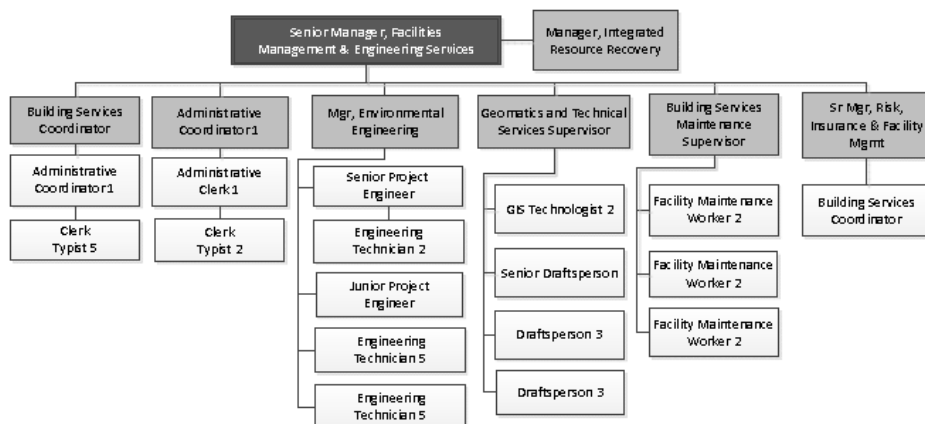 Senior Manager, Facilities
Management & Engineering Services
Manager, Integrated
Resource Recovery
Building Services
Coordinator
Administrative
Coordinator 1
Clerk
Typist 5
Administrative
Coordinator 1
Administrative
Clerk 1
Clerk
Typist 2
Mgr, Environmental
Engineering
Senior Project
Engineer
Engineering
Technician 2
Junior Project
Engineer
Engineering
Technician 5
Engineering
Technician 5
Geomatics and Technical
Services Supervisor
GIS Technologist 2
Senior Draftsperson
Draftsperson 3
Draftsperson 3
Building Services
Maintenance
Supervisor
Facility Maintenance
Worker 2
Facility Maintenance
Worker 2
Facility Maintenance
Worker 2
Sr Mgr, Risk,
Insurance & Facility
Mgmt
Building Services
Coordinator